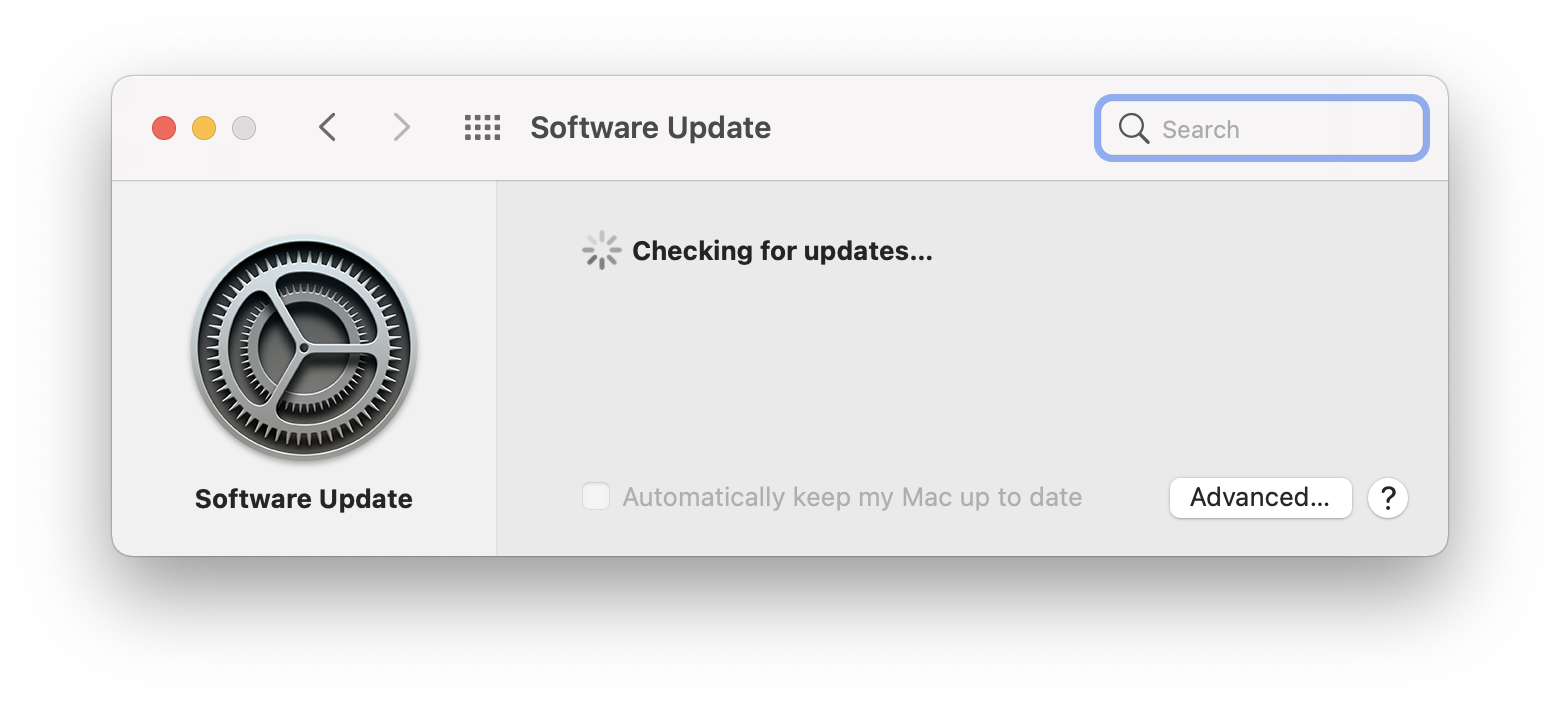 Software Update
Search
Checking for updates...
Software Update
Automatically keep my Mac up to date
Advanced...
?